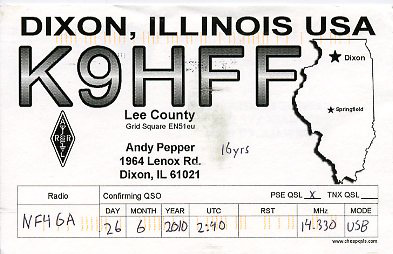 DIXON, ILLINOIS USA
K9HFF
Dixon
Springfield
Lee County
Grid Square EN51eu
Andy Pepper 16yrs
1964 Lenox Rd.
Dixon, IL 61021
Radio Confirming QSO PSE QSL X TNX QSL
DAY MONTH YEAR UTC RST MHz MODE
NF4GA 26 6 2010 2:40 14.330 USB
www.cheapqsls.com